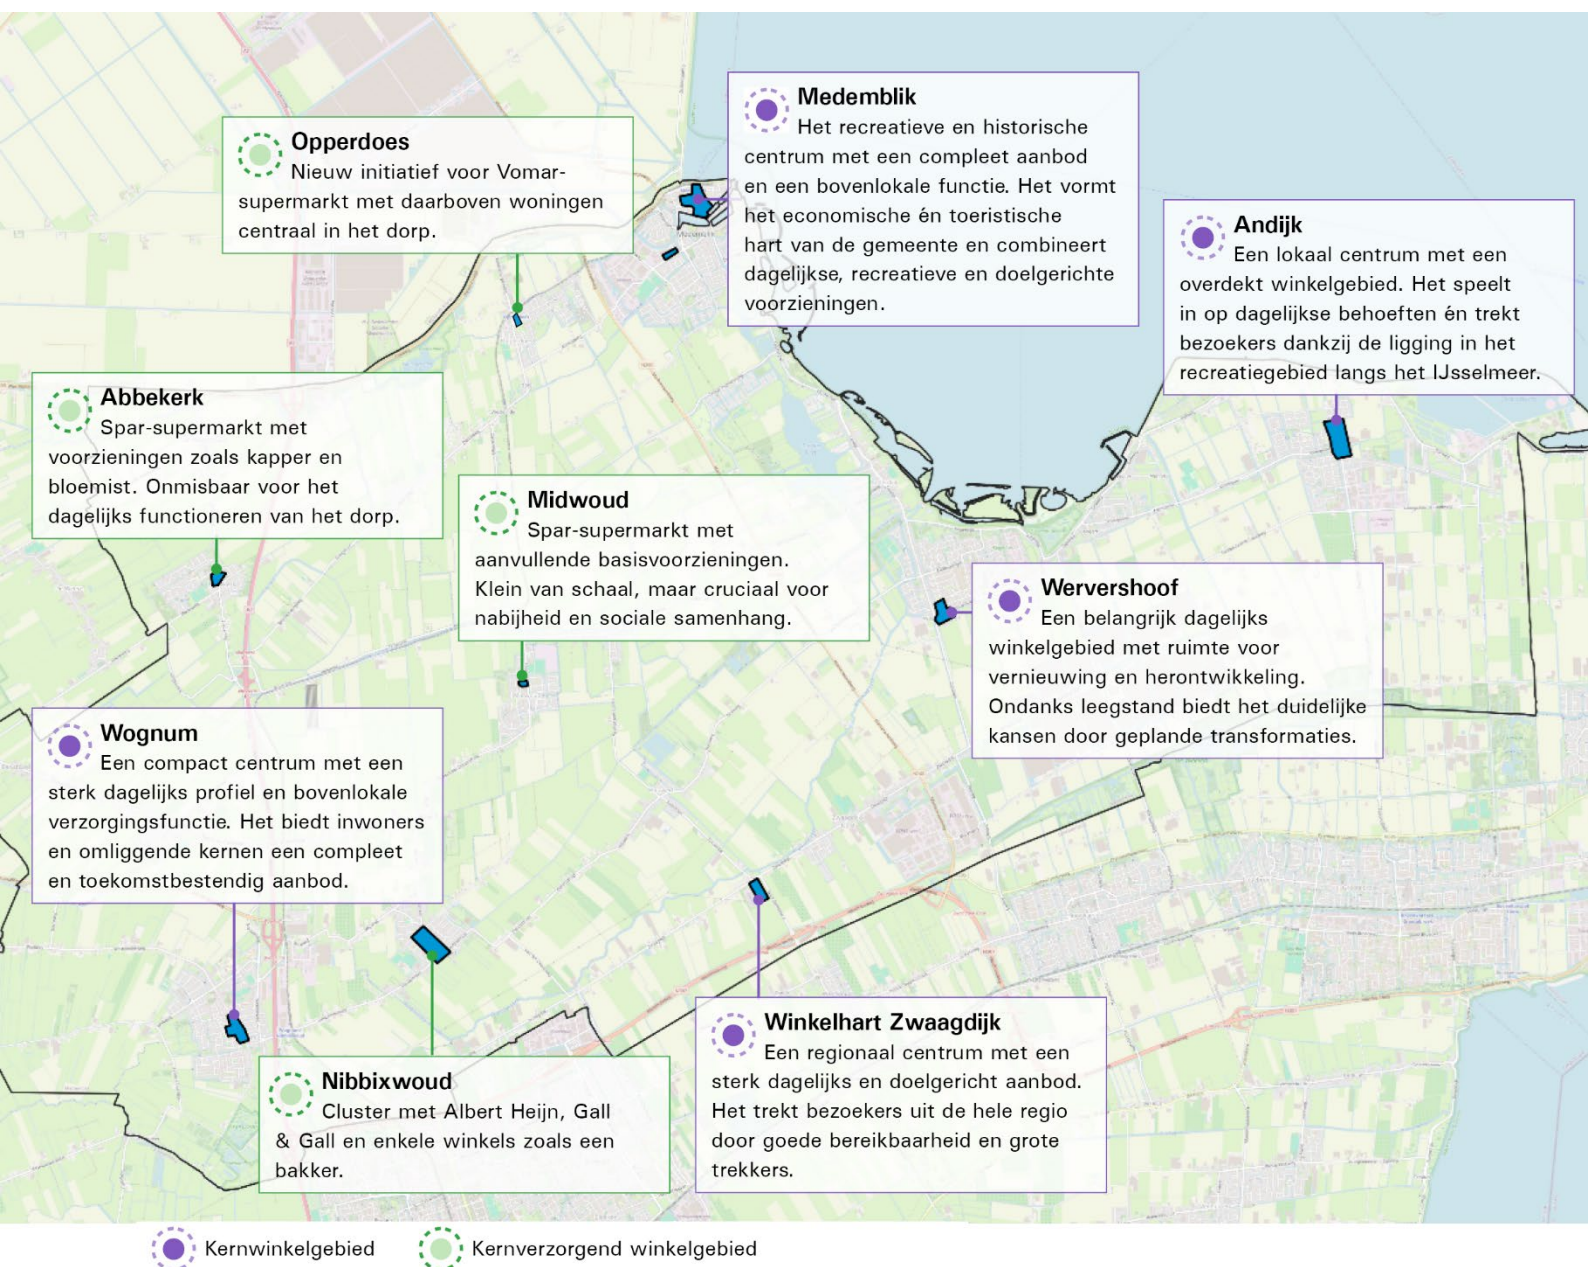 Medemblik
Het recreatieve en historische
centrum met een compleet aanbod
en een bovenlokale functie. Het vormt
het economische én toeristische
hart van de gemeente en combineert
dagelijkse, recreatieve en doelgerichte
voorzieningen.
Opperdoes
Nieuw initiatief voor Vomar-
supermarkt met daarboven woningen
centraal in het dorp.
Andijk
Een lokaal centrum met een
overdekt winkelgebied. Het speelt
in op dagelijkse behoeften én trekt
bezoekers dankzij de ligging in het
recreatiegebied langs het IJsselmeer.
Abbekerk
Spar-supermarkt met
voorzieningen zoals kapper en
bloemist. Onmisbaar voor het
dagelijks functioneren van het dorp.
Midwoud
Spar-supermarkt met
aanvullende basisvoorzieningen.
Klein van schaal, maar cruciaal voor
nabijheid en sociale samenhang.
Wervershoof
Een belangrijk dagelijks
winkelgebied met ruimte voor
vernieuwing en herontwikkeling.
Ondanks leegstand biedt het duidelijke
kansen door geplande transformaties.
Wognum
Een compact centrum met een
sterk dagelijks profiel en bovenlokale
verzorgingsfunctie. Het biedt inwoners
en omliggende kernen een compleet
en toekomstbestendig aanbod.
Winkelhart Zwaagdijk
Een regionaal centrum met een
sterk dagelijks en doelgericht aanbod.
Het trekt bezoekers uit de hele regio
door goede bereikbaarheid en grote
trekkers.
Nibbixwoud
Cluster met Albert Heijn, Gall
& Gall en enkele winkels zoals een
bakker.
Kernwinkelgebied
Kernverzorgend winkelgebied